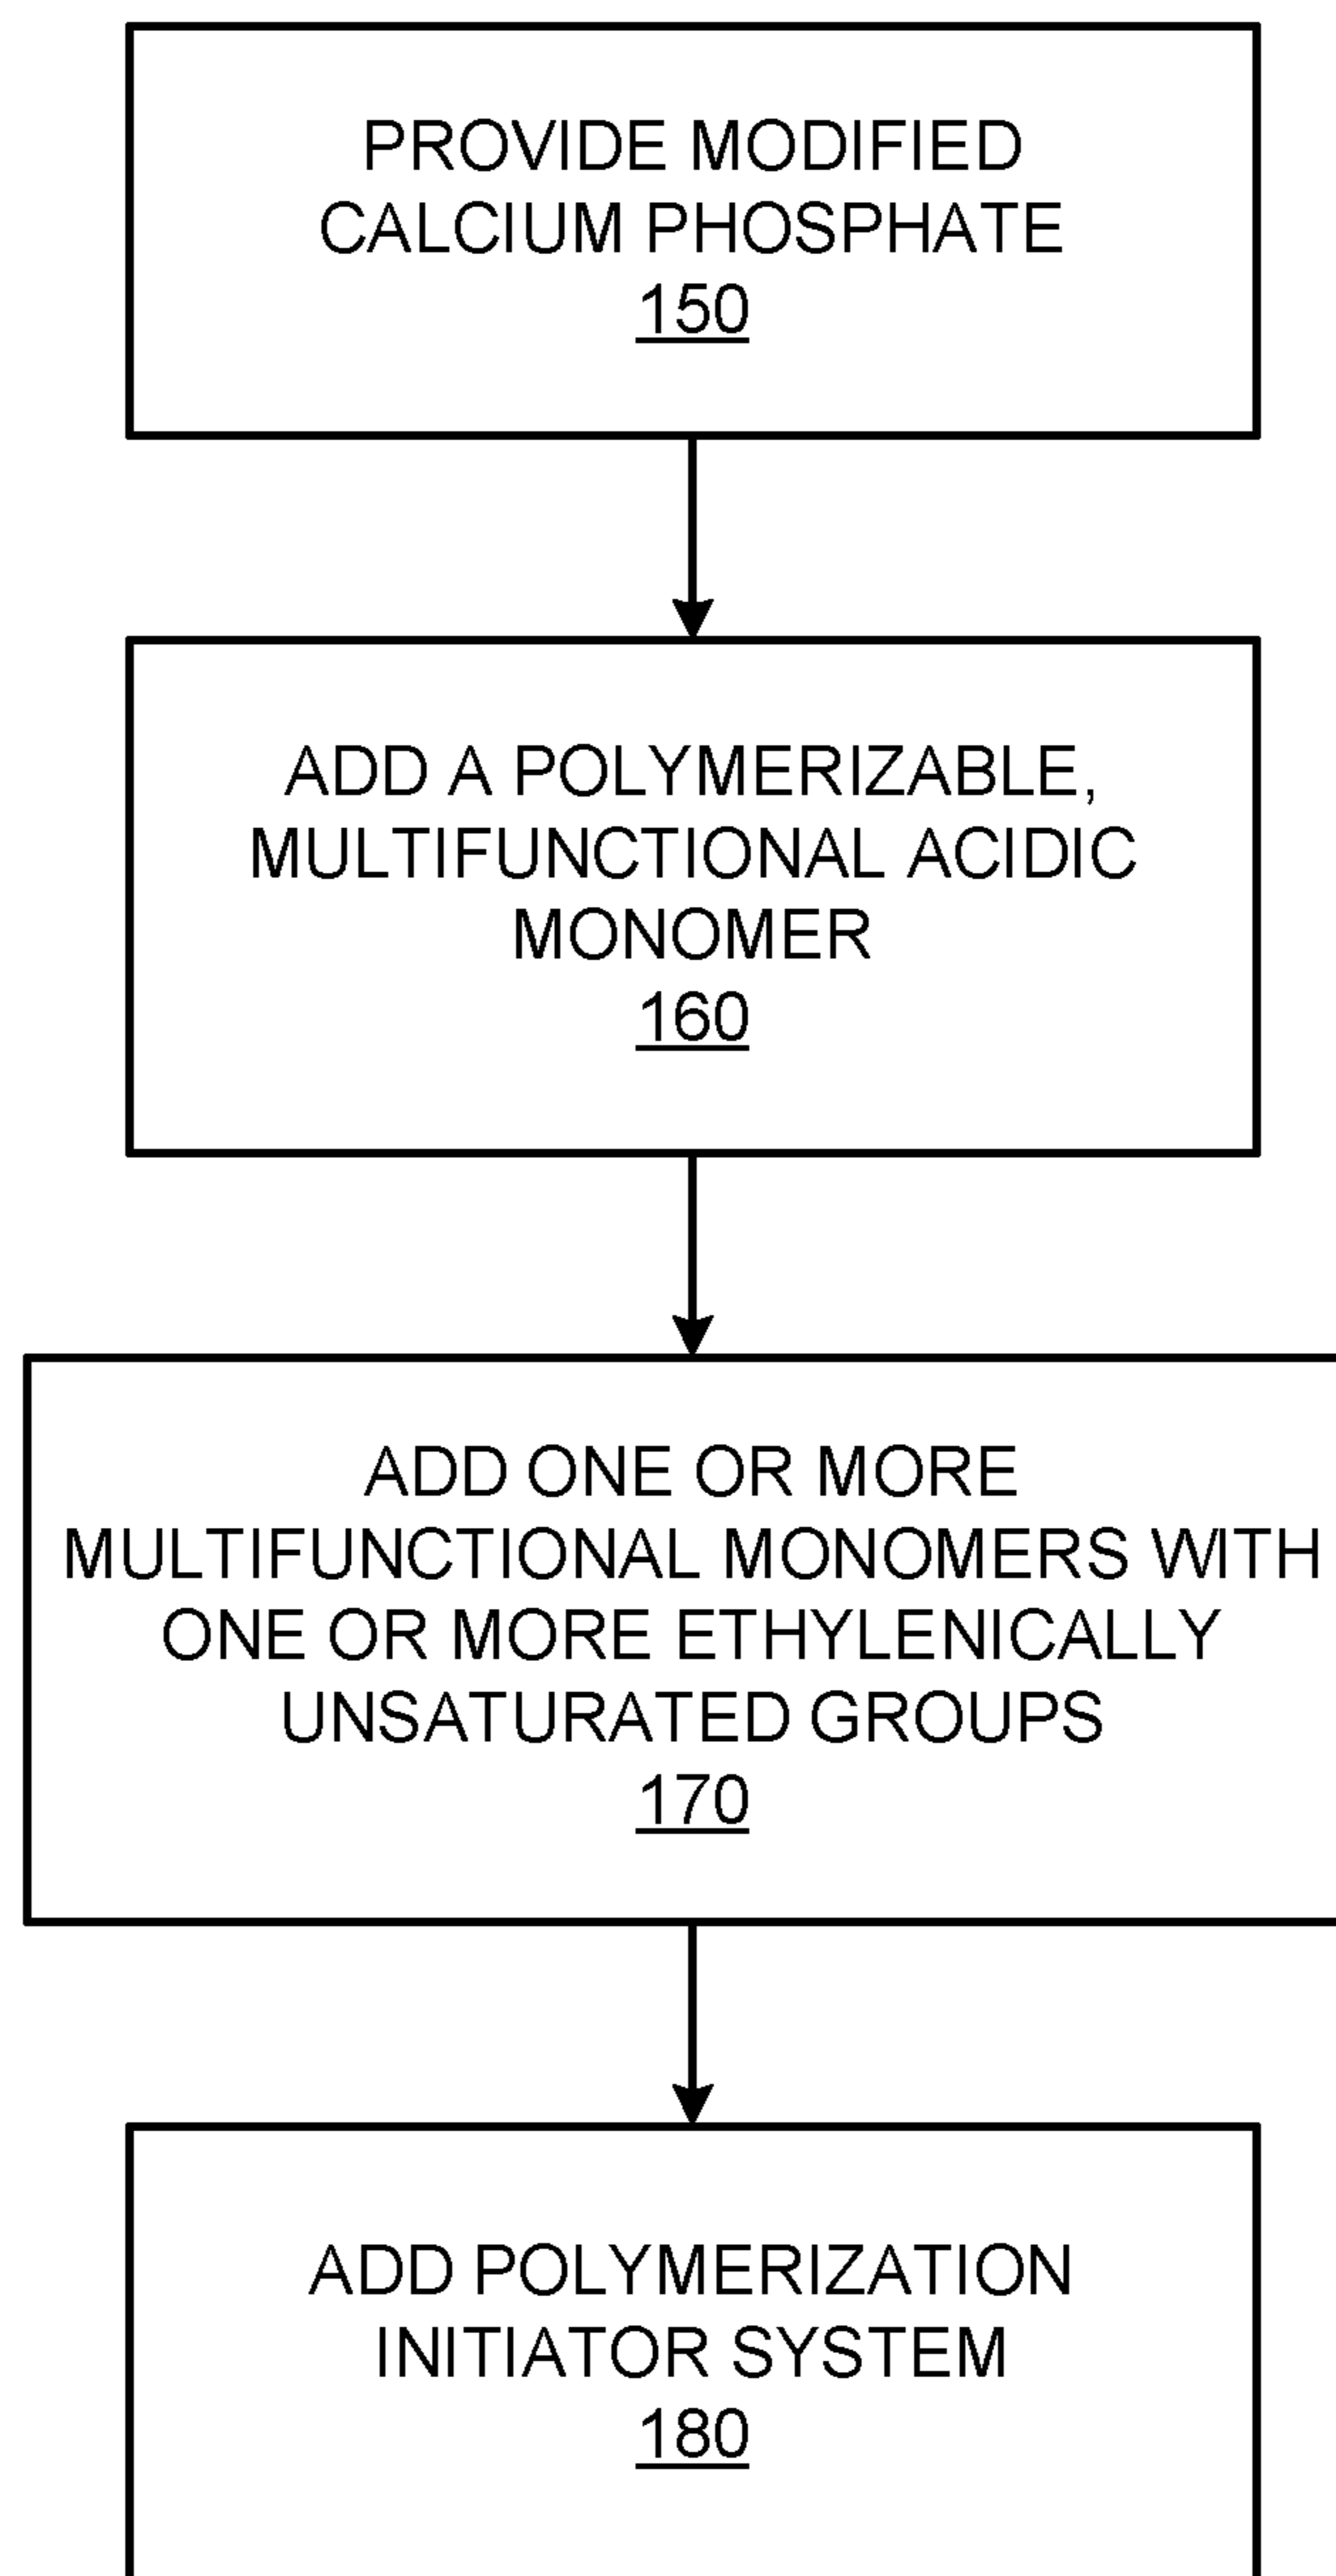 PROVIDE MODIFIED
CALCIUM PHOSPHATE
150
ADD A POLYMERIZABLE,
MULTIFUNCTIONAL ACIDIC
MONOMER
160
ADD ONE OR MORE
MULTIFUNCTIONAL MONOMERS WITH
ONE OR MORE ETHYLENICALLY
UNSATURATED GROUPS
170
ADD POLYMERIZATION
INITIATOR SYSTEM
180